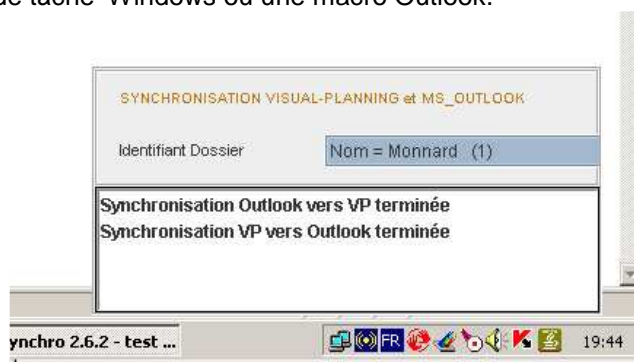 de tâche Windows ou une macro Outlook.
SYNCHRONISATION VISUAL-PLANNING et MS_OUTLOOK
Identifiant Dossier Nom = Monnard (1)
Synchronisation Outlook vers VP terminée
Synchronisation VP vers Outlook terminée
ynchro 2.6.2 - test ... FR K 19:44